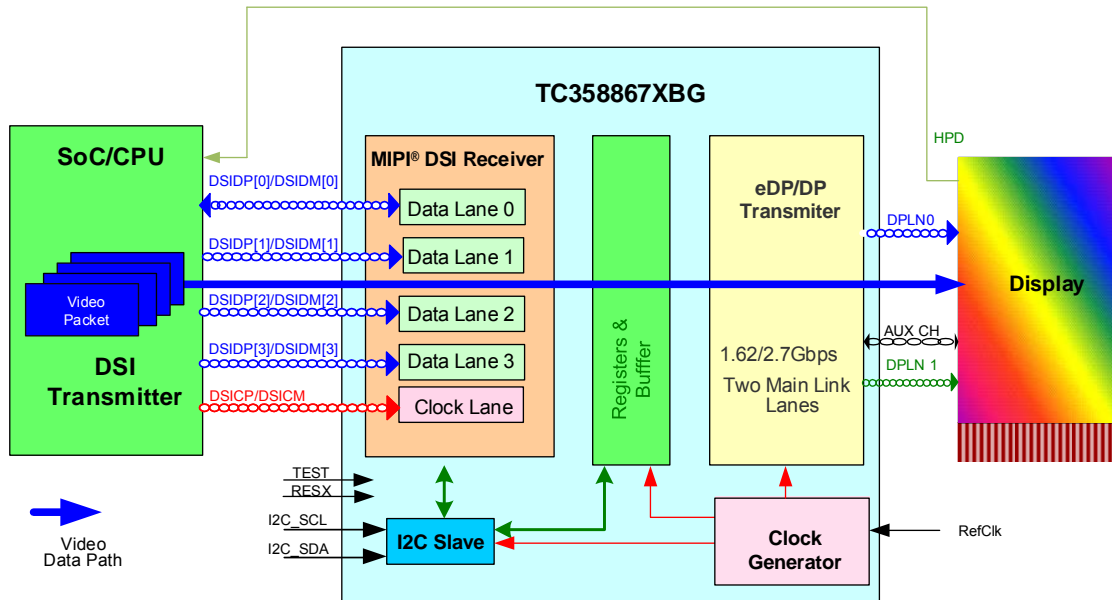 TC358867XBG
HPD
SoC/CPU
DSIDP[0]/DSIDM[0]
DSIDP[1]/DSIDM[1]
Video
Packet
DSIDP[2]/DSIDM[2]
DSIDP[3]/DSIDM[3]
DSI
Transmitter
DSICP/DSICM
MIPI® DSI Receiver
Data Lane 0
Data Lane 1
Data Lane 2
Data Lane 3
Clock Lane
Registers &
Bufffer
eDP/DP
Transmiter
1.62/2.7Gbps
Two Main Link
Lanes
DPLN0
AUX CH
DPLN 1
Display
TEST
RESX
I2C_SCL
I2C_SDA
I2C Slave
Clock
Generator
RefClk
Video
Data Path